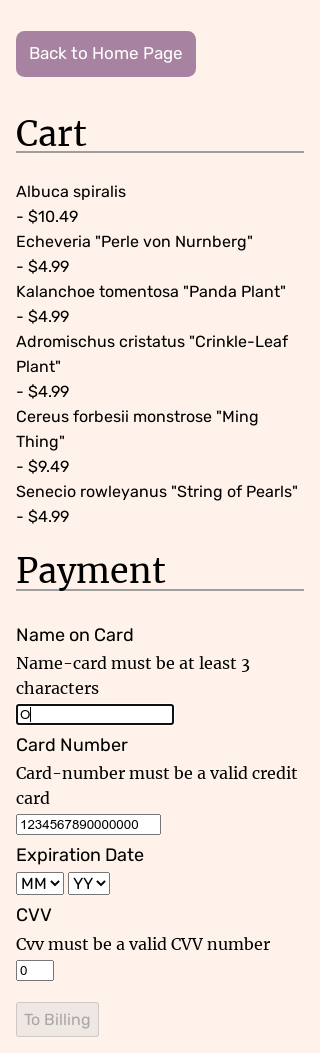 Back to Home Page
Cart
Albuca spiralis
- $10.49
Echeveria "Perle von Nurnberg"
- $4.99
Kalanchoe tomentosa "Panda Plant"
- $4.99
Adromischus cristatus "Crinkle-Leaf
Plant"
- $4.99
Cereus forbesii monstrose "Ming
Thing"
- $9.49
Senecio rowleyanus "String of Pearls"
- $4.99
Payment
Name on Card
Name-card must be at least 3
characters
O
Card Number
Card-number must be a valid credit
card
1234567890000000
Expiration Date
MM YY
CVV
Cvv must be a valid CVV number
0
To Billing